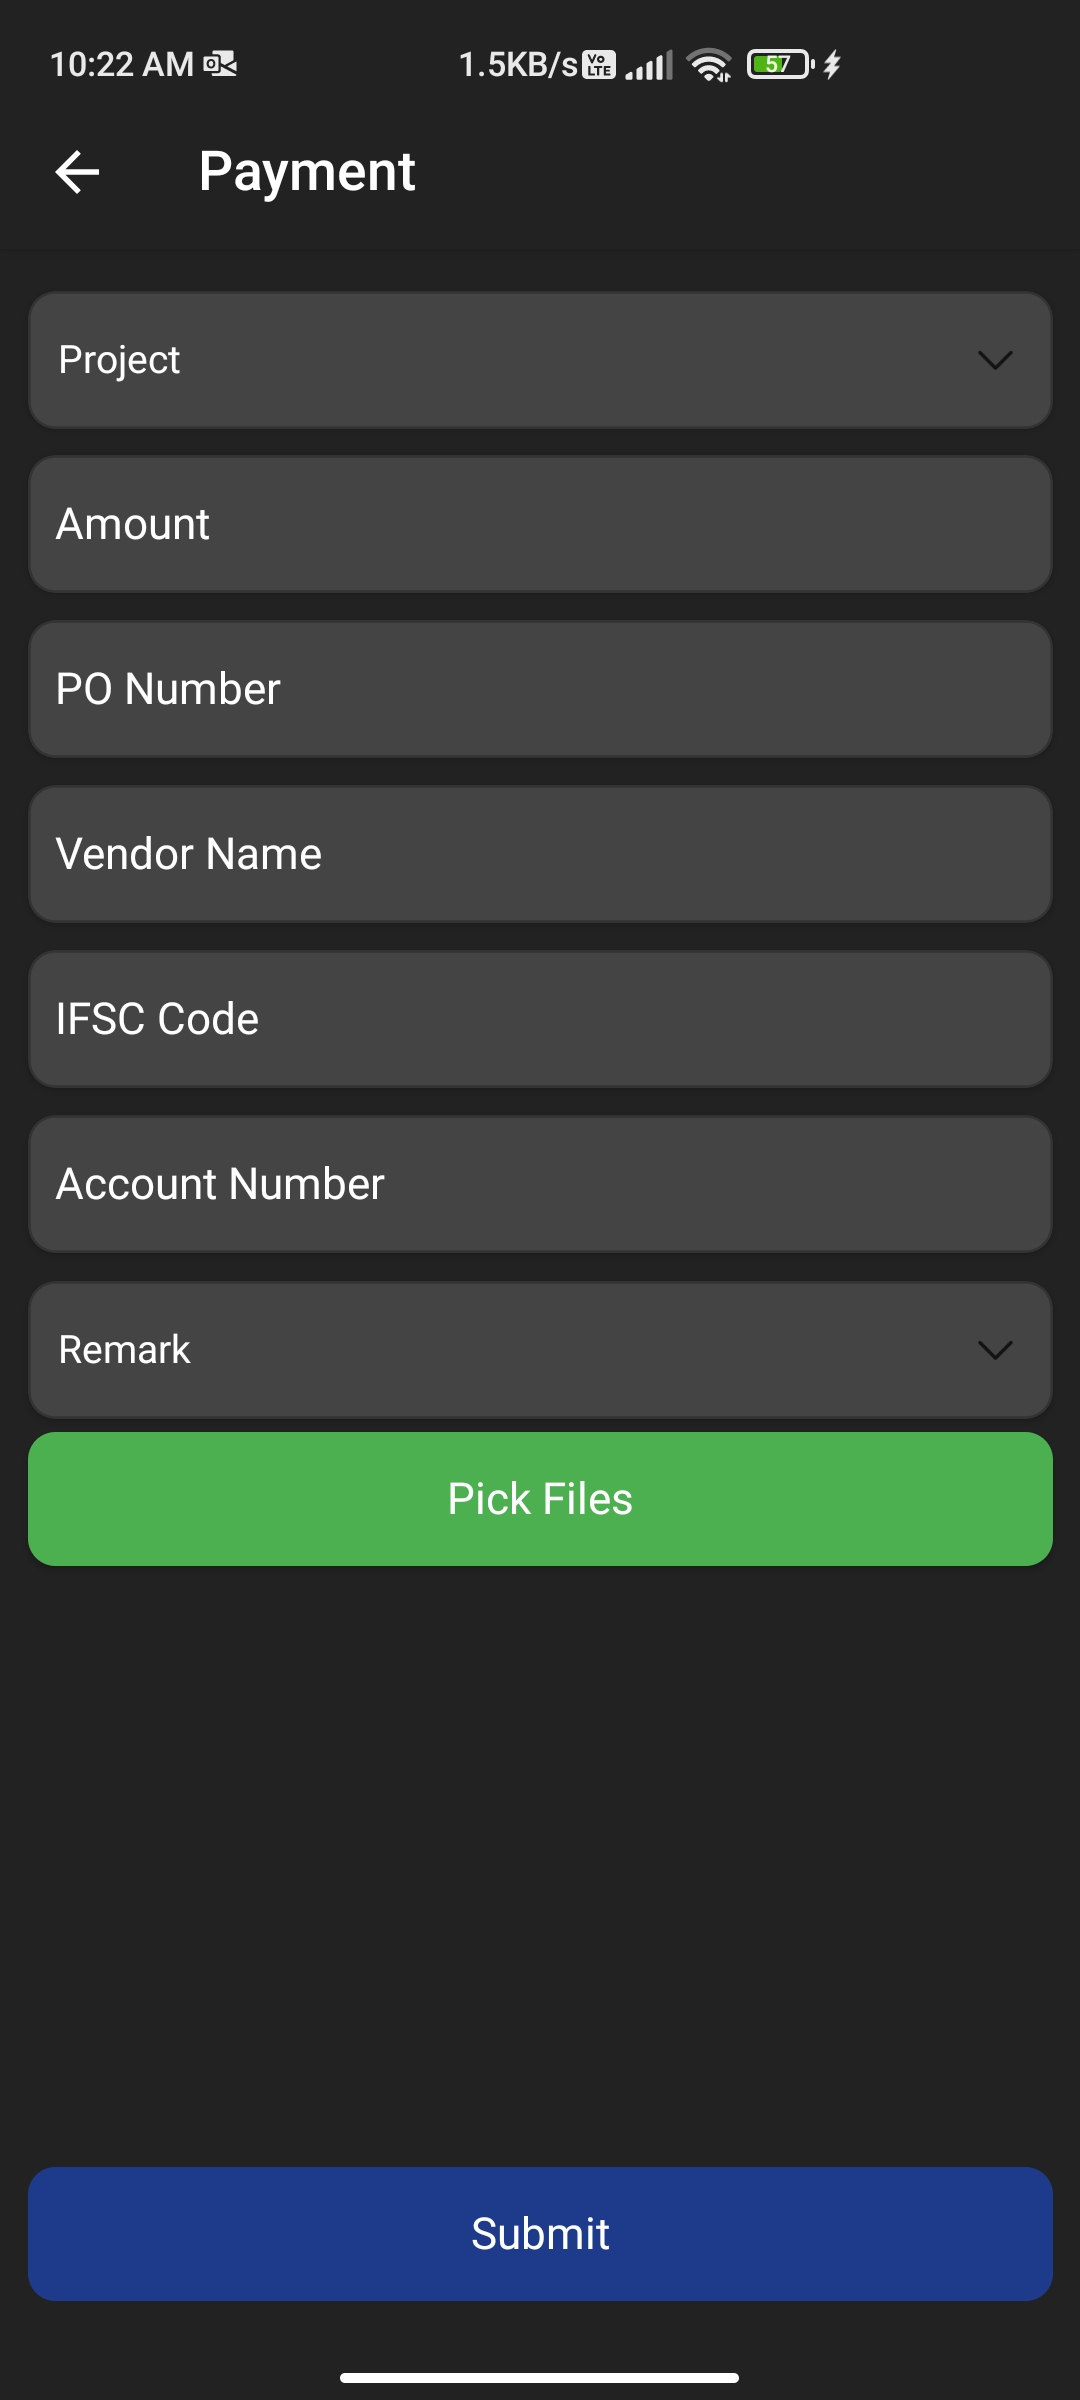 10:22 AM 1.5KB/s Vo LTE 57
Payment
Project
Amount
PO Number
Vendor Name
IFSC Code
Account Number
Remark
Pick Files
Submit